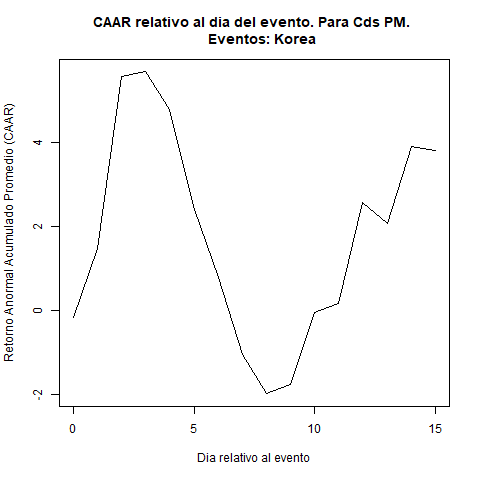 CAAR relativo al dia del evento. Para Cds PM.
Eventos: Korea
Retorno Anormal Acumulado Promedio (CAAR)
4
2
0
-2
0
5
10
15
Dia relativo al evento